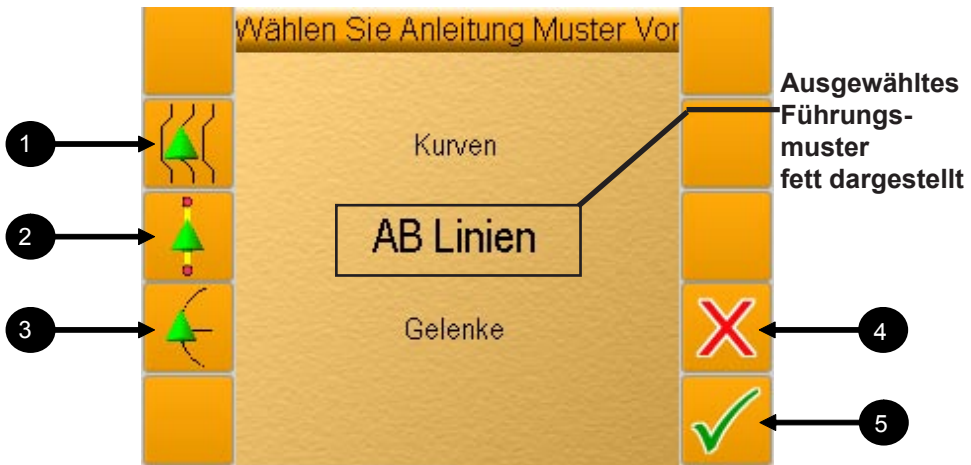 Wählen Sie Anleitung Muster Vor
Ausgewähltes
Führungs-
muster
fett dargestellt
1
Kurven
2
AB Linien
3
Gelenke
4
5